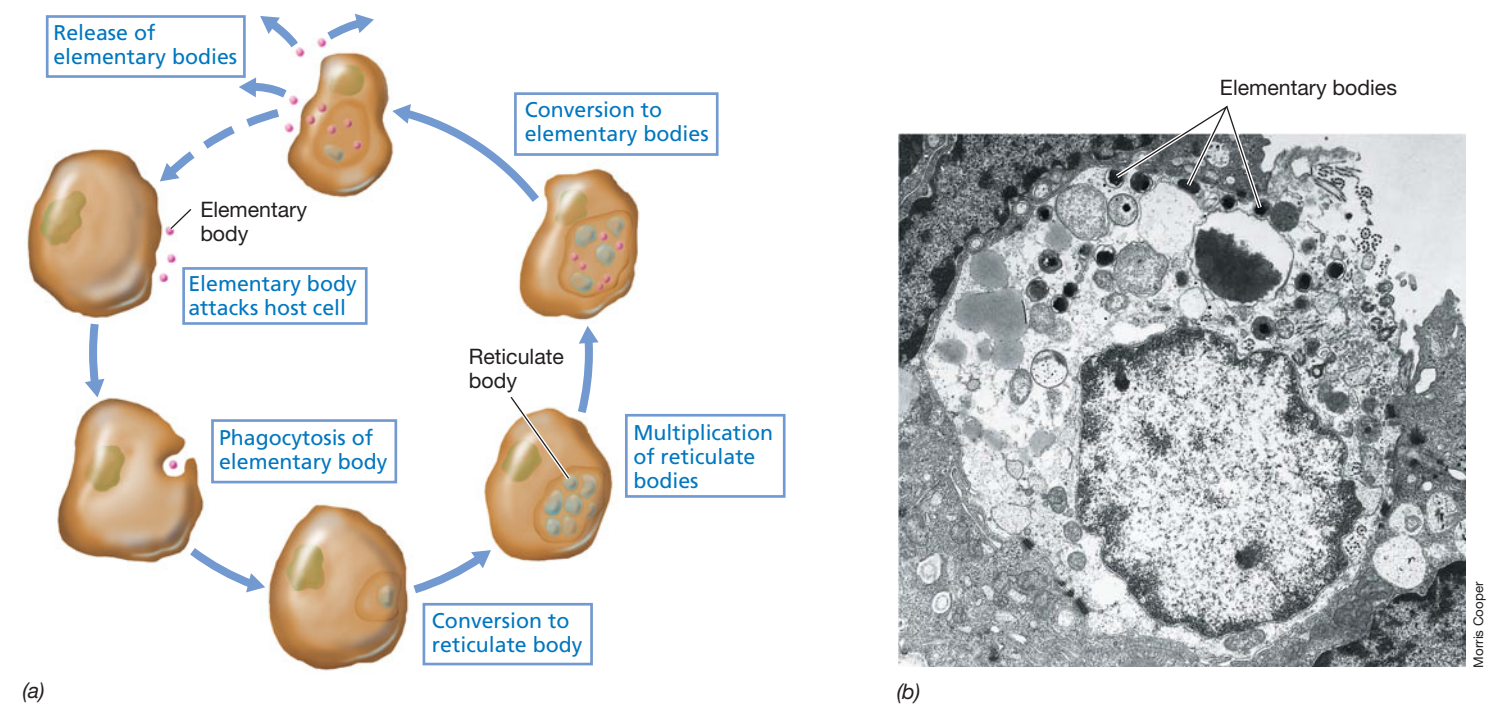 Release of
elementary bodies
Elementary
body
Elementary body
attacks host cell
Phagocytosis of
elementary body
Conversion to
reticulate body
Reticulate
body
Multiplication
of reticulate
bodies
Conversion to
elementary bodies
(a)
Elementary bodies
Morris Cooper
(b)